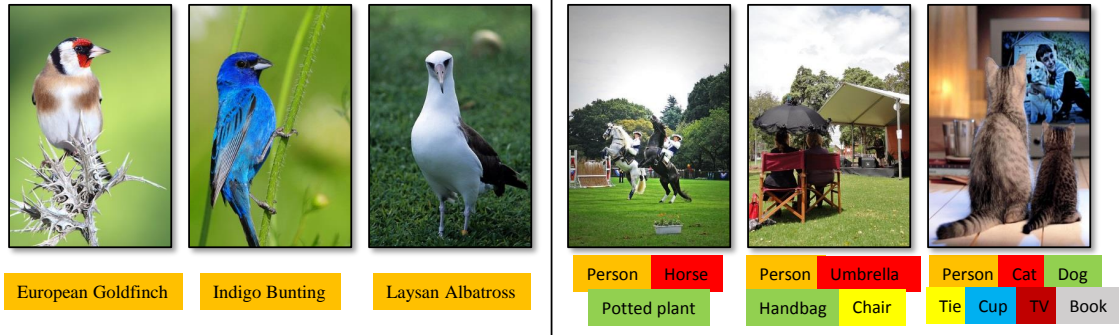 European Goldfinch
Indigo Bunting
Laysan Albatross
Person Horse
Potted plant
Person Umbrella
Handbag Chair
Person Cat Dog
Tie Cup TV Book